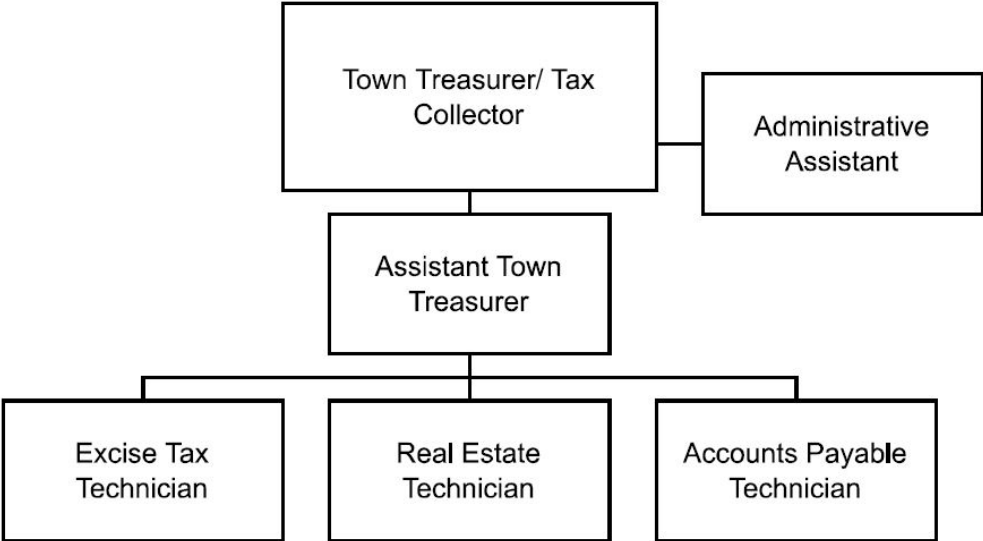 Town Treasurer/ Tax
Collector
Administrative
Assistant
Assistant Town
Treasurer
Excise Tax
Technician
Real Estate
Technician
Accounts Payable
Technician